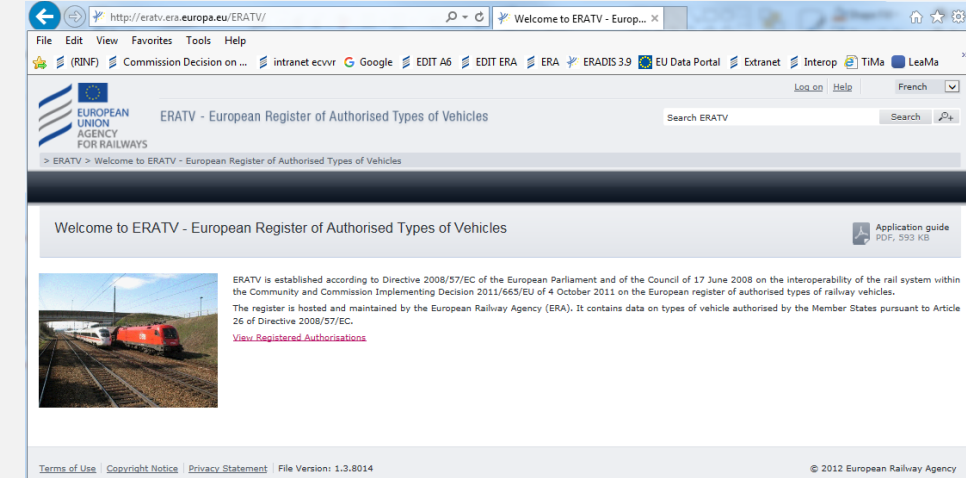 http://eratv.era.europa.eu/ERATV/
Welcome to ERATV - Europ...
File Edit View Favorites Tools Help
(RINF) Commission Decision on ... intranet ecvvr Google EDIT A6 EDIT ERA ERA ERADIS 3.9 EU Data Portal Extranet Interop TiMa LeaMa
Log on Help French
EUROPEAN
UNION
AGENCY
FOR RAILWAYS
ERATV - European Register of Authorised Types of Vehicles
Search ERATV Search
> ERATV > Welcome to ERATV - European Register of Authorised Types of Vehicles
Welcome to ERATV - European Register of Authorised Types of Vehicles
Application guide
PDF, 593 KB
ERATV is established according to Directive 2008/57/EC of the European Parliament and of the Council of 17 June 2008 on the interoperability of the rail system within
the Community and Commission Implementing Decision 2011/665/EU of 4 October 2011 on the European register of authorised types of railway vehicles.
The register is hosted and maintained by the European Railway Agency (ERA). It contains data on types of vehicle authorised by the Member States pursuant to Article
26 of Directive 2008/57/EC.
View Registered Authorisations
Terms of Use Copyright Notice Privacy Statement File Version: 1.3.8014
© 2012 European Railway Agency